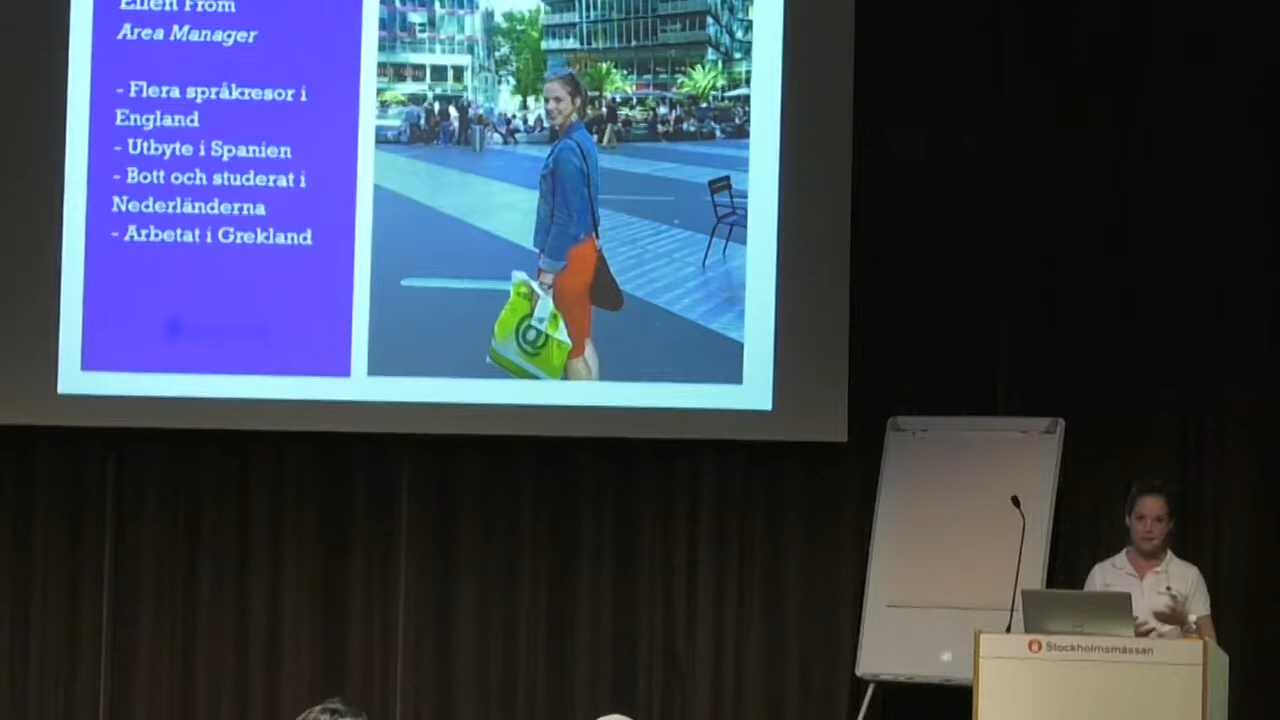 Ellen From
Area Manager
- Flera språkresor i
England
- Utbyte i Spanien
- Bott och studerat i
Nederländerna
- Arbetat i Grekland
@
Stockholmsmässan